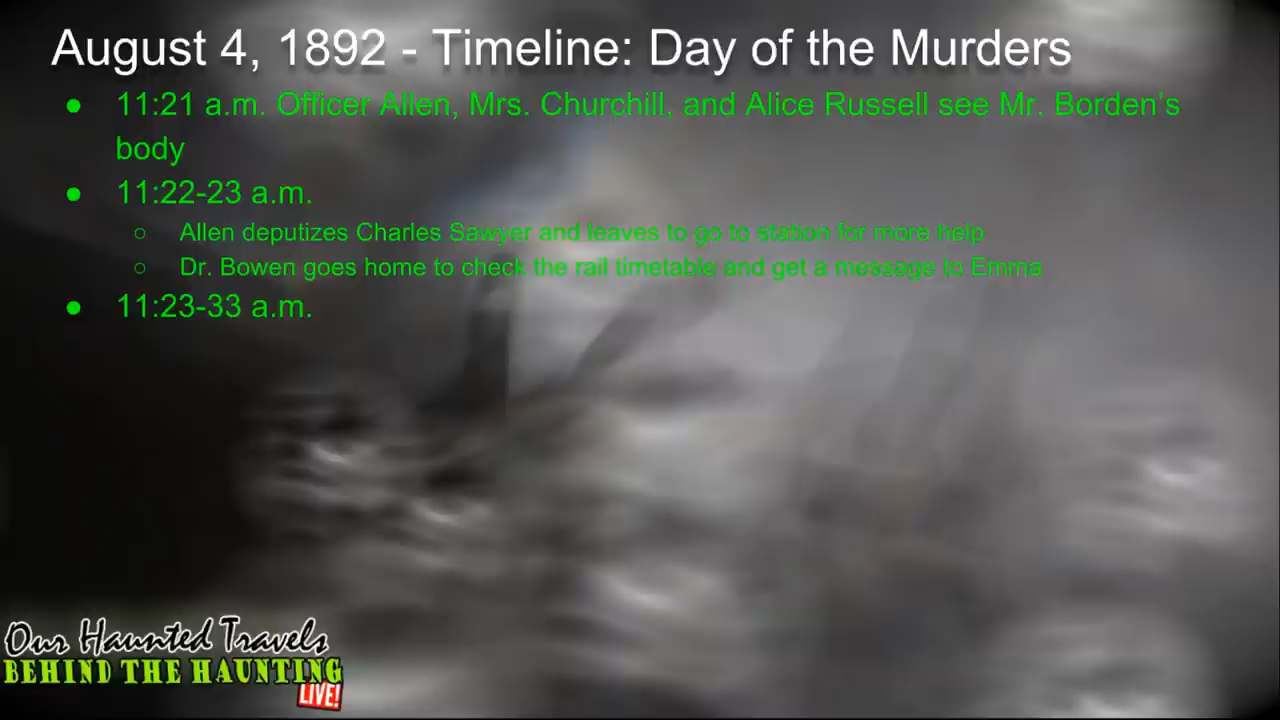 August 4, 1892 - Timeline: Day of the Murders
● 11:21 a.m. Officer Allen, Mrs. Churchill, and Alice Russell see Mr. Borden's
body
● 11:22-23 a.m.
○ Allen deputizes Charles Sawyer and leaves to go to station for more help
○ Dr. Bowen goes home to check the rail timetable and get a message to Emma
● 11:23-33 a.m.
Our Haunted Travels
BEHIND THE HAUNTING
LIVE!